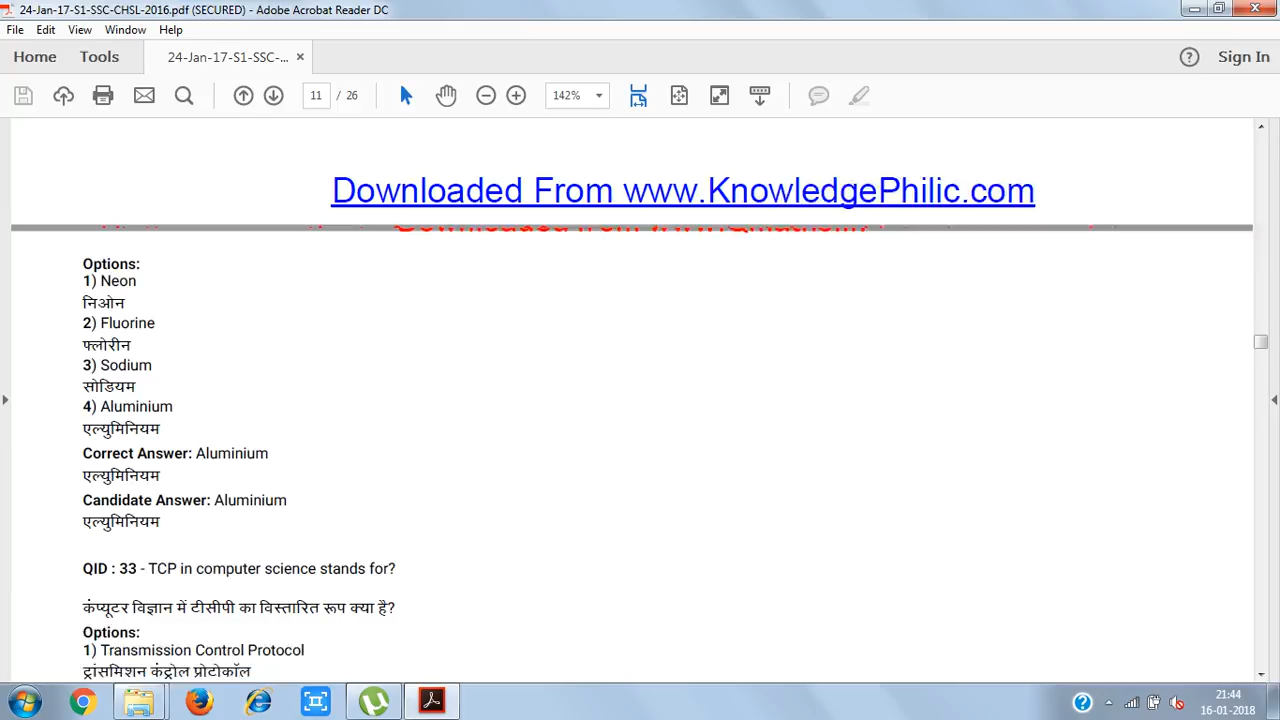 24-Jan-17-S1-SSC-CHSL-2016.pdf (SECURED) - Adobe Acrobat Reader DC
File Edit View Window Help
Home Tools 24-Jan-17-S1-SSC-... × Sign In
11 / 26 142%
Downloaded From www.KnowledgePhilic.com
Options:
1) Neon
निओन
2) Fluorine
फ्लोरीन
3) Sodium
सोडियम
4) Aluminium
एल्युमिनियम
Correct Answer: Aluminium
एल्युमिनियम
Candidate Answer: Aluminium
एल्युमिनियम
QID : 33 - TCP in computer science stands for?
कंप्यूटर विज्ञान में टीसीपी का विस्तारित रूप क्या है?
Options:
1) Transmission Control Protocol
ट्रांसमिशन कंट्रोल प्रोटोकॉल
21:44
16-01-2018